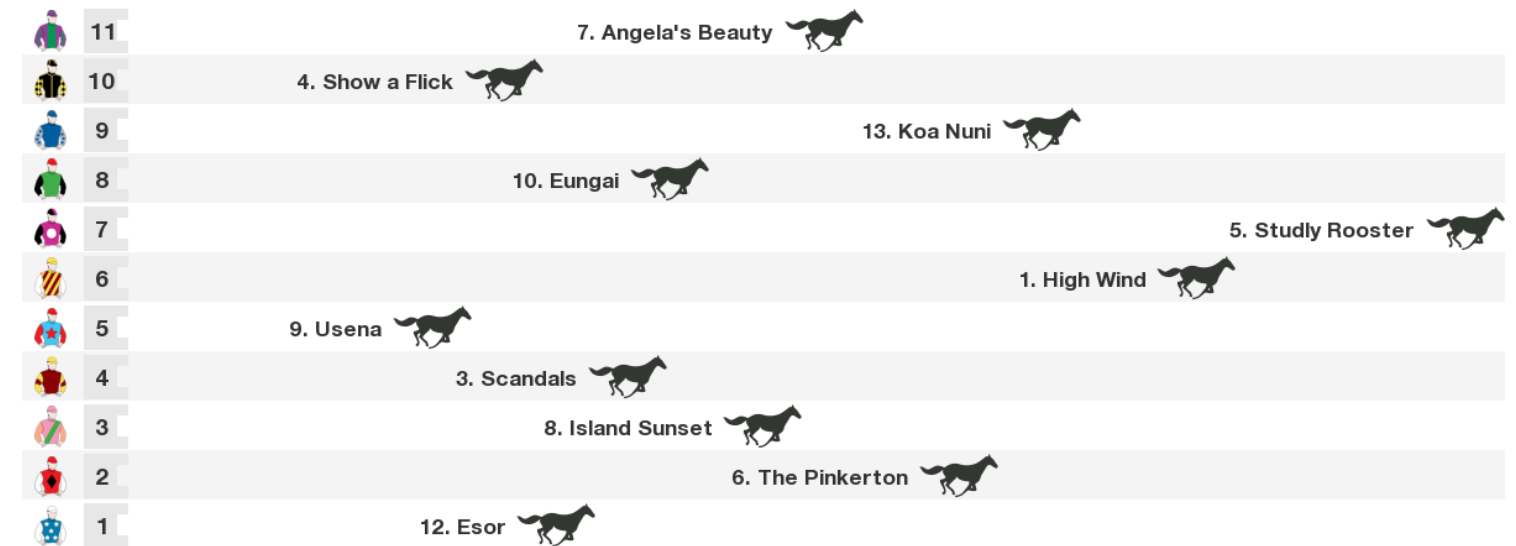 11 7. Angela's Beauty
10 4. Show a Flick
9 13. Koa Nuni
8 10. Eungai
7 5. Studly Rooster
6 1. High Wind
5 9. Usena
4 3. Scandals
3 8. Island Sunset
2 6. The Pinkerton
1 12. Esor